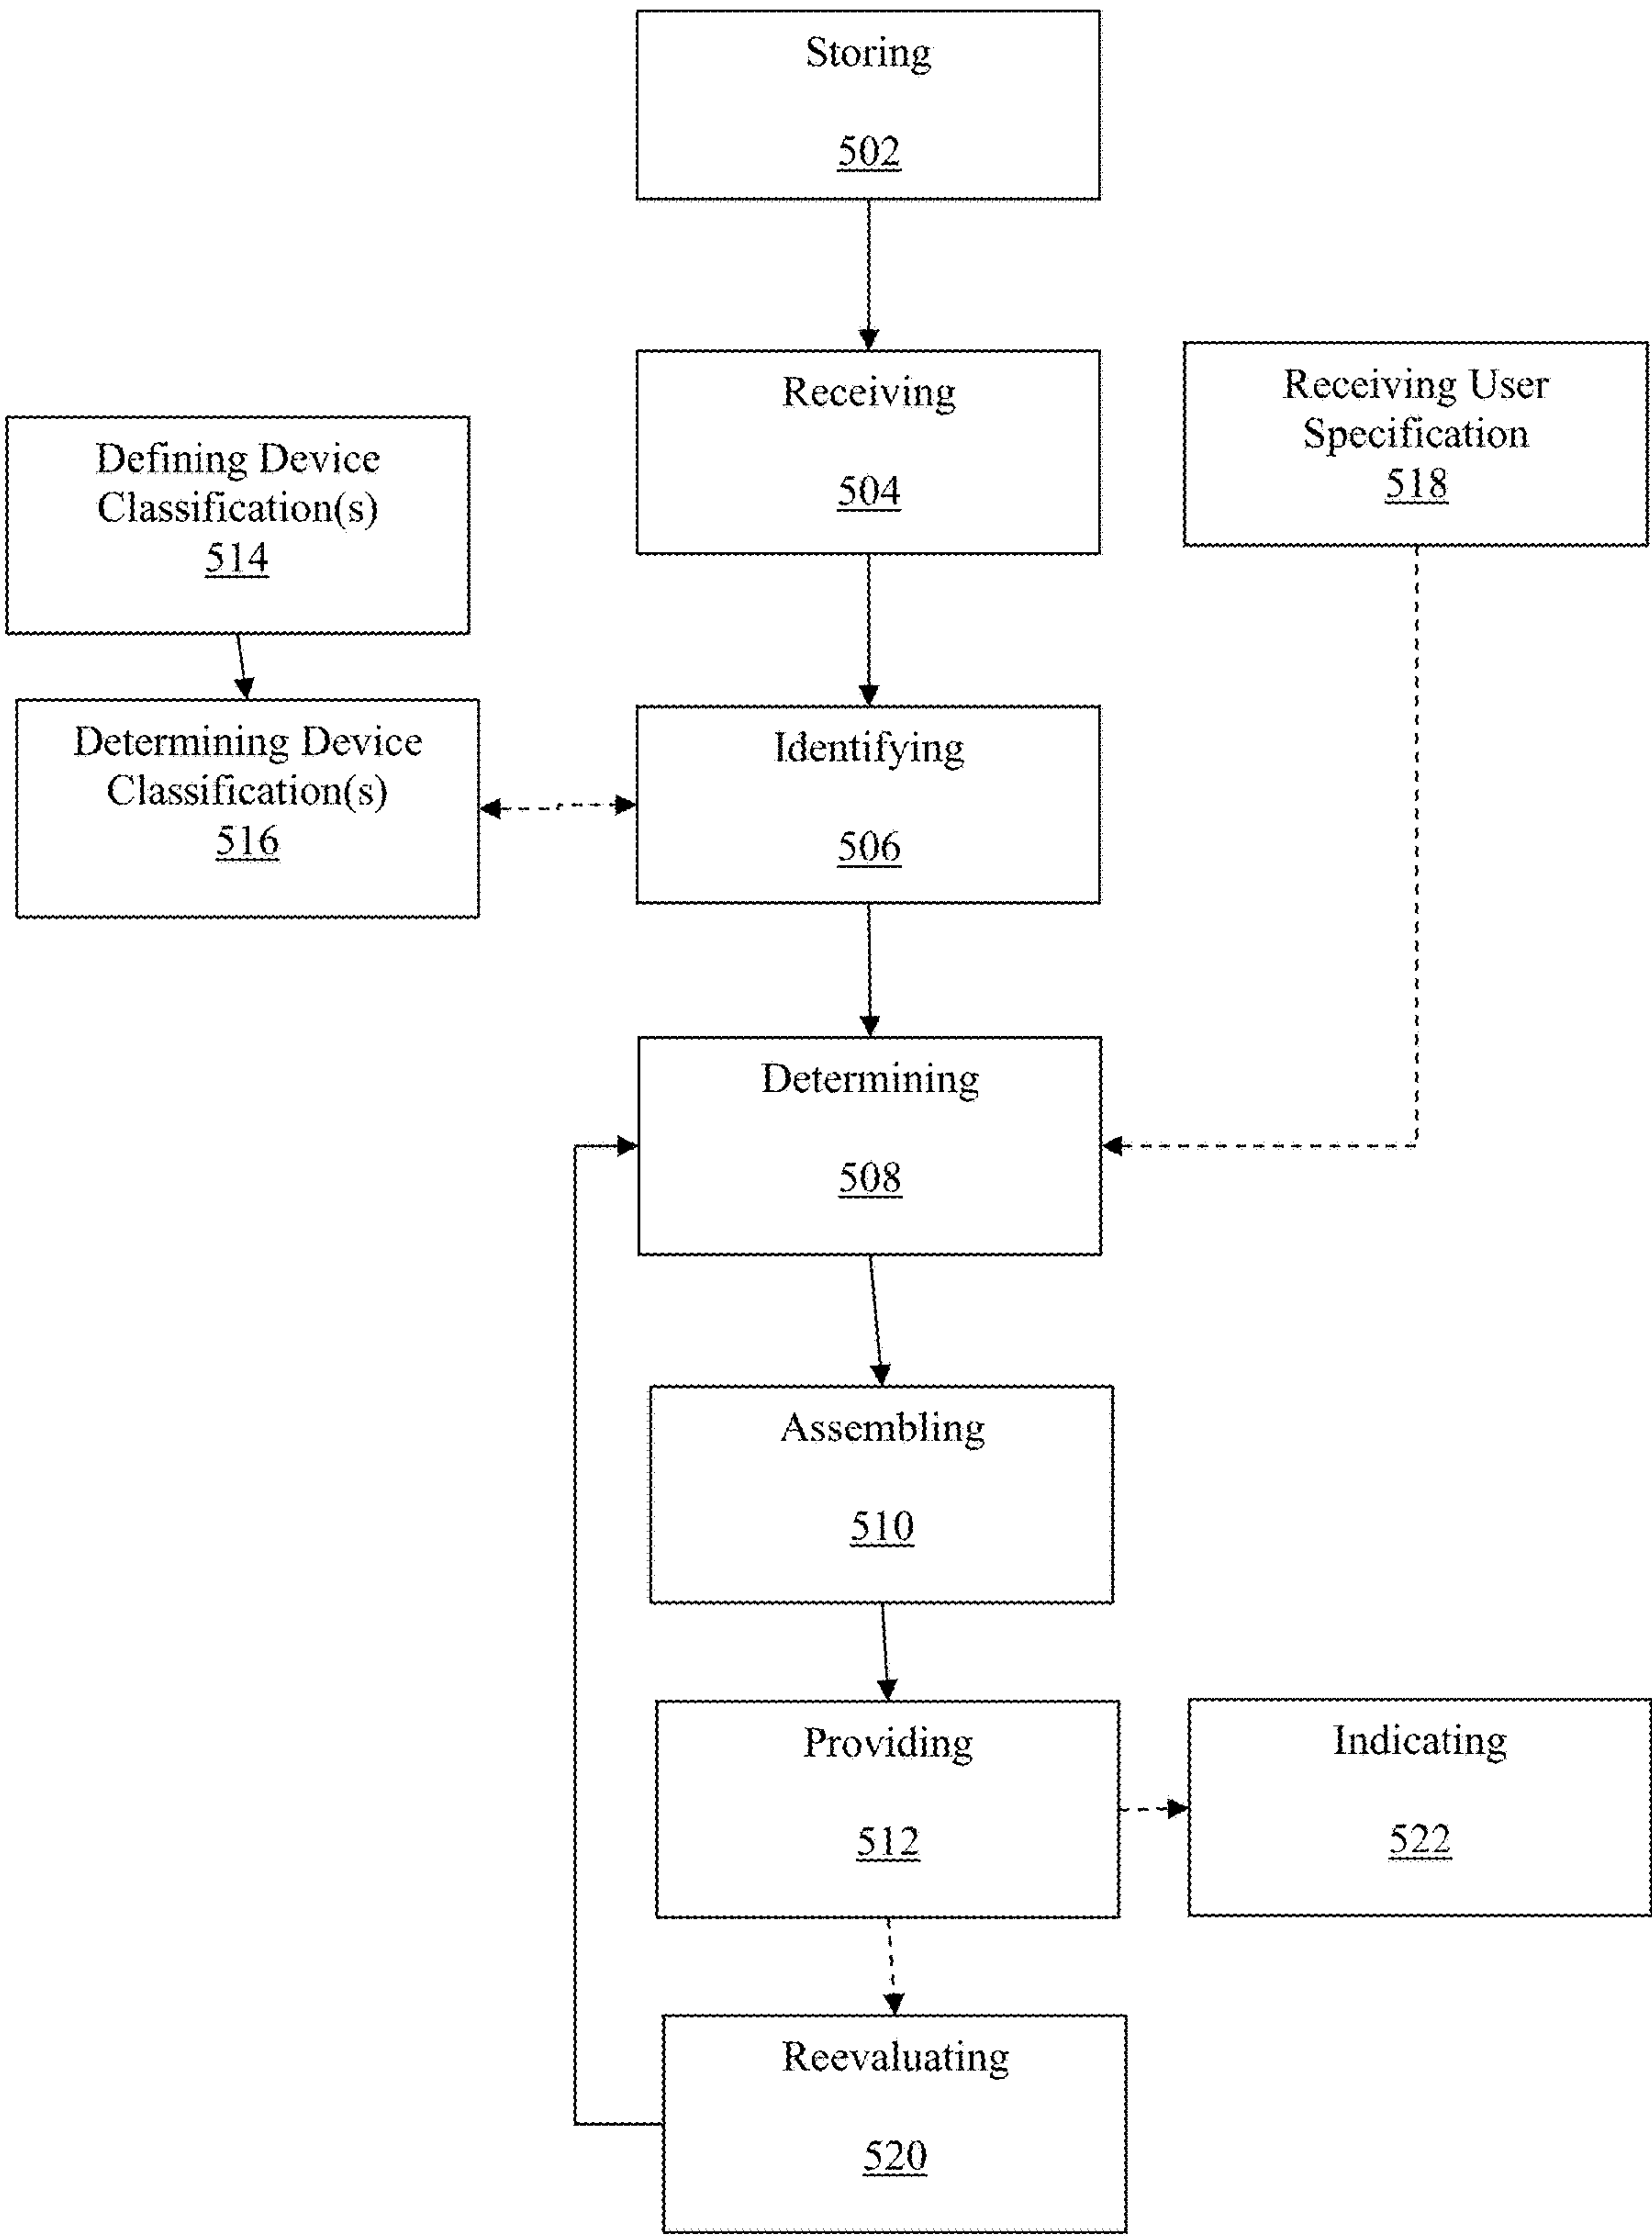 Storing
502
Receiving
504
Receiving User
Specification
518
Defining Device
Classification(s)
514
Determining Device
Classification(s)
516
Identifying
506
Determining
508
Assembling
510
Providing
512
Indicating
522
Reevaluating
520